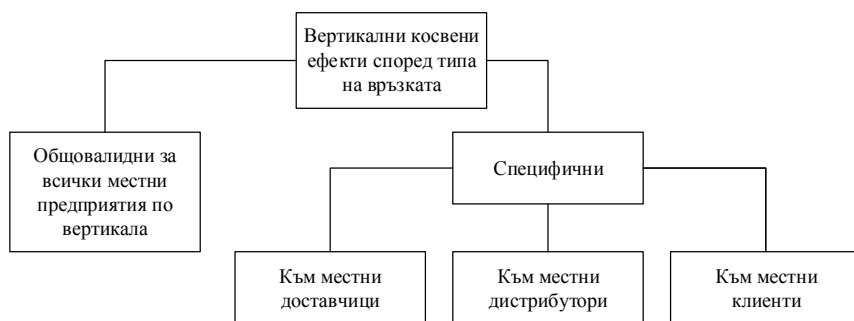 Вертикални косвени
ефекти според типа
на връзката
Общовалидни за
всички местни
предприятия по
вертикала
Специфични
Към местни
доставчици
Към местни
дистрибутори
Към местни
клиенти